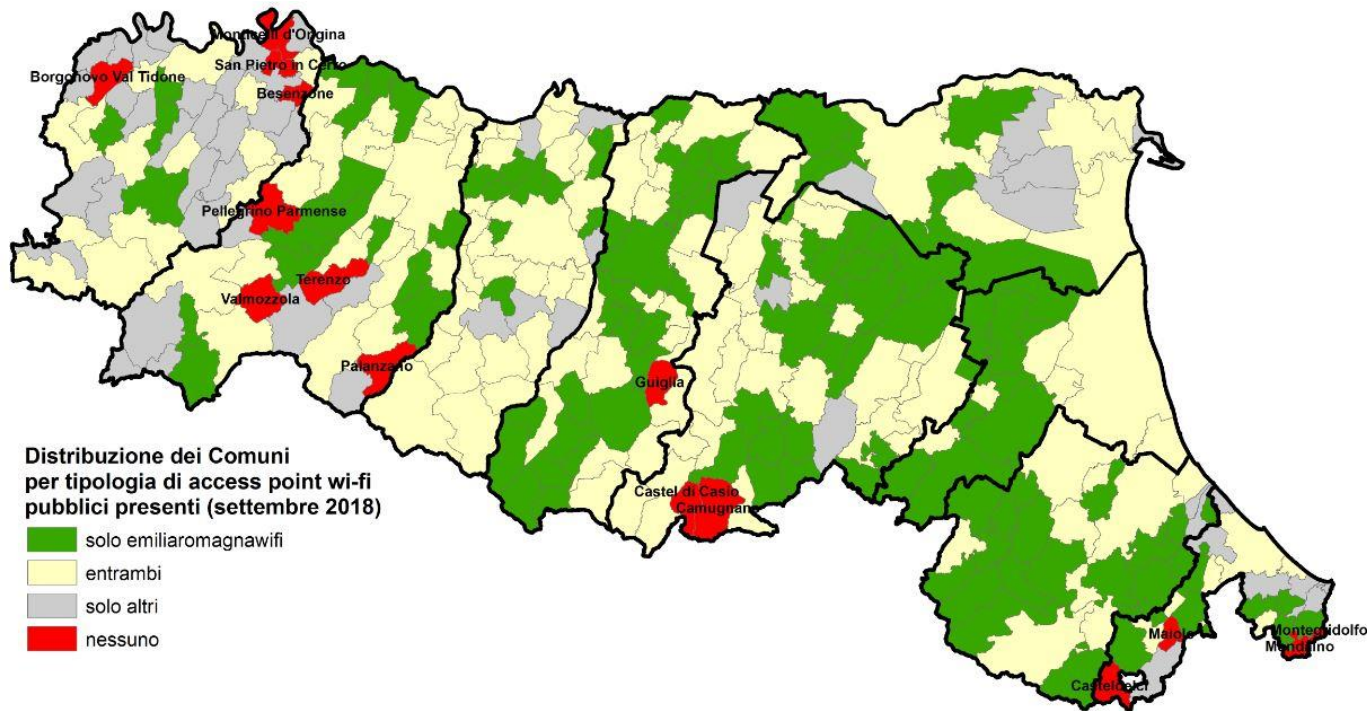 Monticelli d'Ongina
San Pietro in Cerro
Borgonovo Val Tidone
Besenzone
Pellegrino Parmense
Terenzo
Valmozzola
Palanzano
Guiglia
Castel di Casio
Camugnano
Maiolo
Montegridolfo
Mondaino
Casteldelci
Distribuzione dei Comuni
per tipologia di access point wi-fi
pubblici presenti (settembre 2018)
solo emiliaromagnawifi
entrambi
solo altri
nessuno